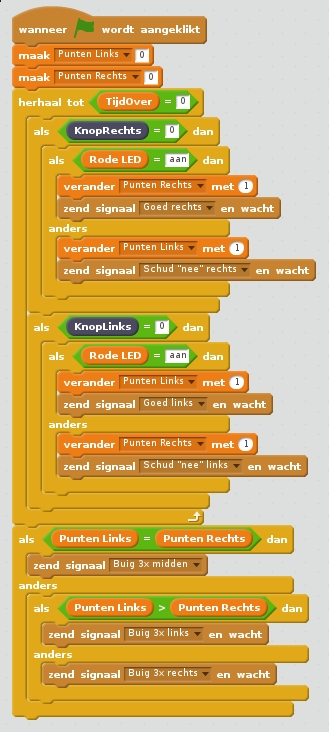 wanneer wordt aangeklikt
maak Punten Links 0
maak Punten Rechts 0
herhaal tot TijdOver = 0
als KnopRechts = 0 dan
als Rode LED = aan dan
verander Punten Rechts met 1
zend signaal Goed rechts en wacht
anders
verander Punten Links met 1
zend signaal Schud "nee" rechts en wacht
als KnopLinks = 0 dan
als Rode LED = aan dan
verander Punten Links met 1
zend signaal Goed links en wacht
anders
verander Punten Rechts met 1
zend signaal Schud "nee" links en wacht
als Punten Links = Punten Rechts dan
zend signaal Buig 3x midden
anders
als Punten Links > Punten Rechts dan
zend signaal Buig 3x links en wacht
anders
zend signaal Buig 3x rechts en wacht